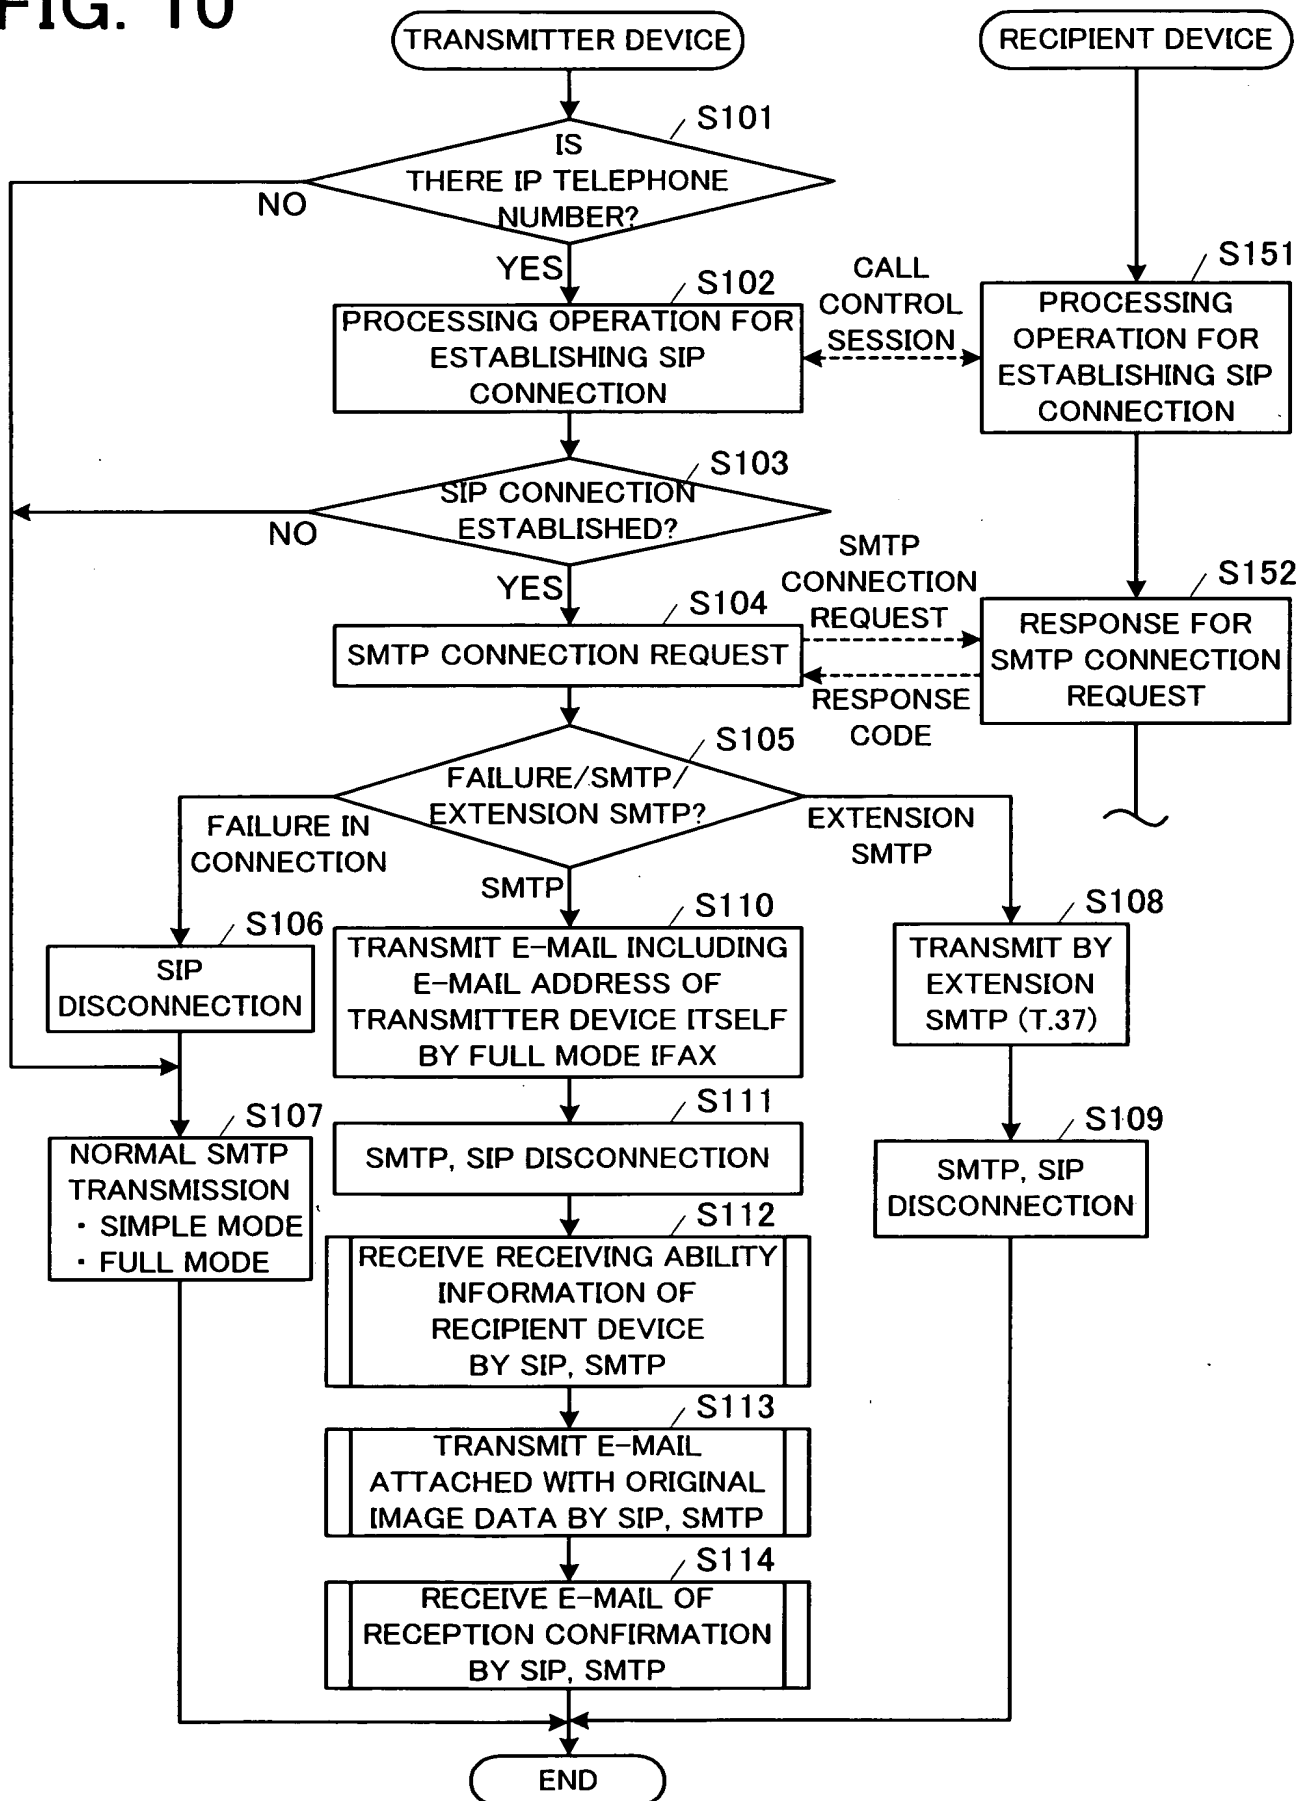 FIG. 10
TRANSMITTER DEVICE
RECIPIENT DEVICE
S101
IS
THERE IP TELEPHONE
NUMBER?
NO
YES
S102
PROCESSING OPERATION FOR
ESTABLISHING SIP
CONNECTION
CALL
CONTROL
SESSION
S151
PROCESSING
OPERATION FOR
ESTABLISHING SIP
CONNECTION
S103
SIP CONNECTION
ESTABLISHED?
NO
YES
S104
SMTP CONNECTION REQUEST
SMTP
CONNECTION
REQUEST
RESPONSE
CODE
S152
RESPONSE FOR
SMTP CONNECTION
REQUEST
S105
FAILURE/SMTP/
EXTENSION SMTP?
FAILURE IN
CONNECTION
SMTP
EXTENSION
SMTP
S106
SIP
DISCONNECTION
S110
TRANSMIT E-MAIL INCLUDING
E-MAIL ADDRESS OF
TRANSMITTER DEVICE ITSELF
BY FULL MODE IFAX
S108
TRANSMIT BY
EXTENSION
SMTP (T.37)
S107
NORMAL SMTP
TRANSMISSION
・ SIMPLE MODE
・ FULL MODE
S111
SMTP, SIP DISCONNECTION
S109
SMTP, SIP
DISCONNECTION
S112
RECEIVE RECEIVING ABILITY
INFORMATION OF
RECIPIENT DEVICE
BY SIP, SMTP
S113
TRANSMIT E-MAIL
ATTACHED WITH ORIGINAL
IMAGE DATA BY SIP, SMTP
S114
RECEIVE E-MAIL OF
RECEPTION CONFIRMATION
BY SIP, SMTP
END